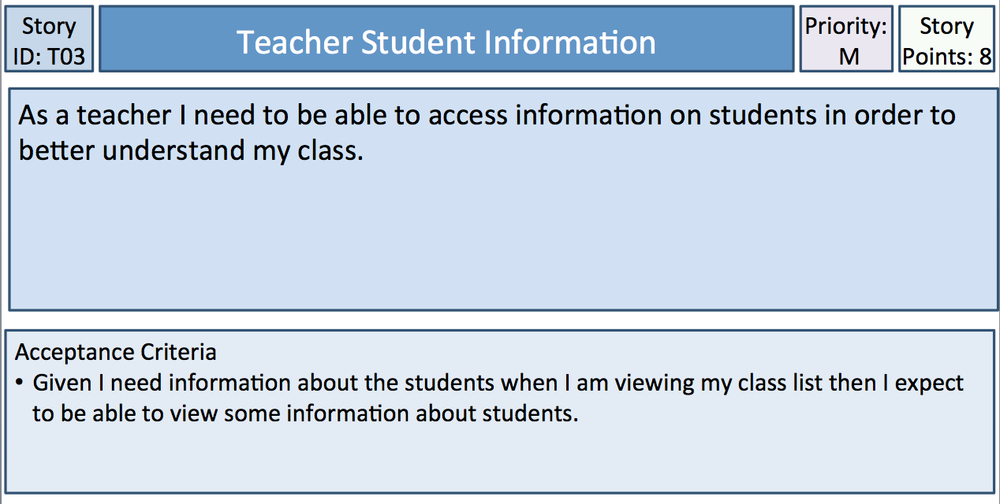 Story
ID: T03
Teacher Student Information
Priority:
M
Story
Points: 8
As a teacher I need to be able to access information on students in order to
better understand my class.
Acceptance Criteria
• Given I need information about the students when I am viewing my class list then I expect
to be able to view some information about students.